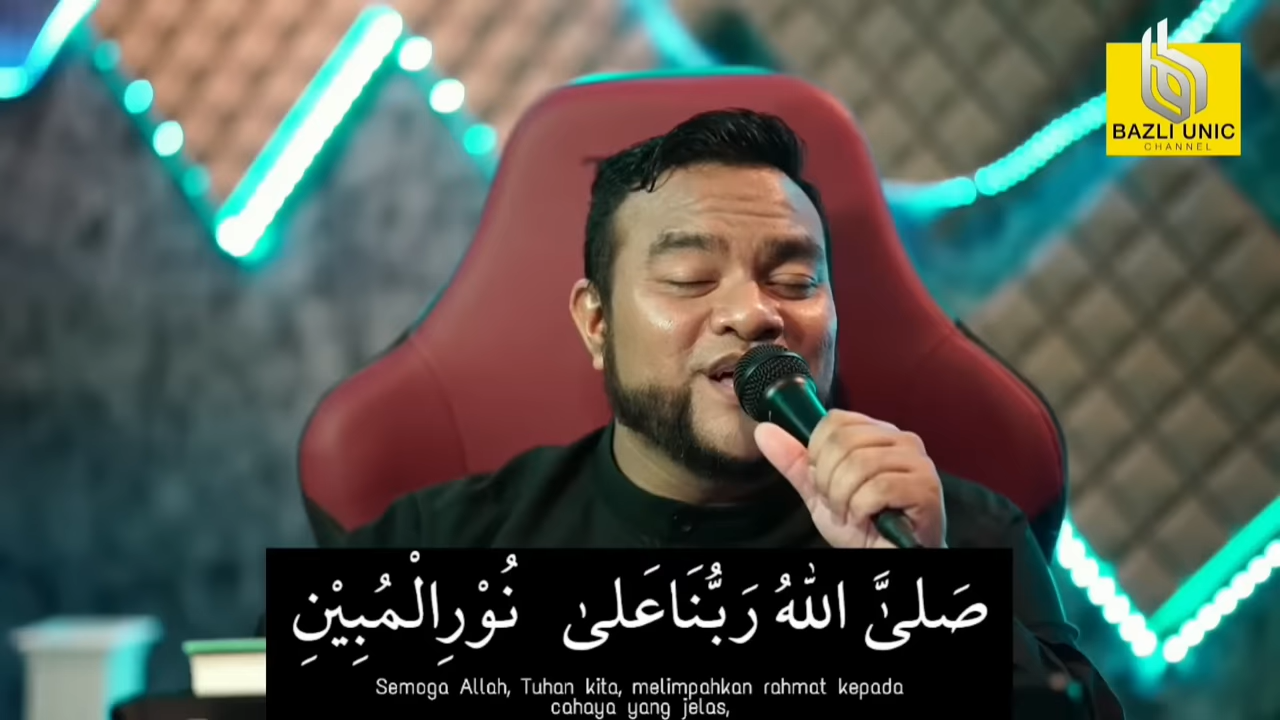 BAZLI UNIC
CHANNEL
صَلىَّ اللهُ رَبُّنَاعَلىٰ نُوْرِالْمُبِيْنِ
Semoga Allah, Tuhan kita, melimpahkan rahmat kepada
cahaya yang jelas,